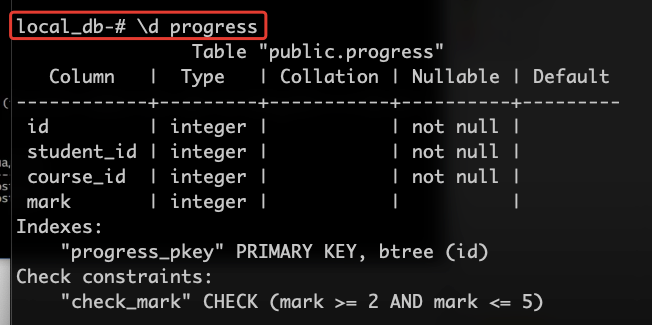 local_db-# \d progress
Table "public.progress"
Column | Type | Collation | Nullable | Default
------------+---------+-----------+----------+---------
id | integer | | not null |
student_id | integer | | not null |
course_id | integer | | not null |
mark | integer | | |
Indexes:
"progress_pkey" PRIMARY KEY, btree (id)
Check constraints:
"check_mark" CHECK (mark >= 2 AND mark <= 5)